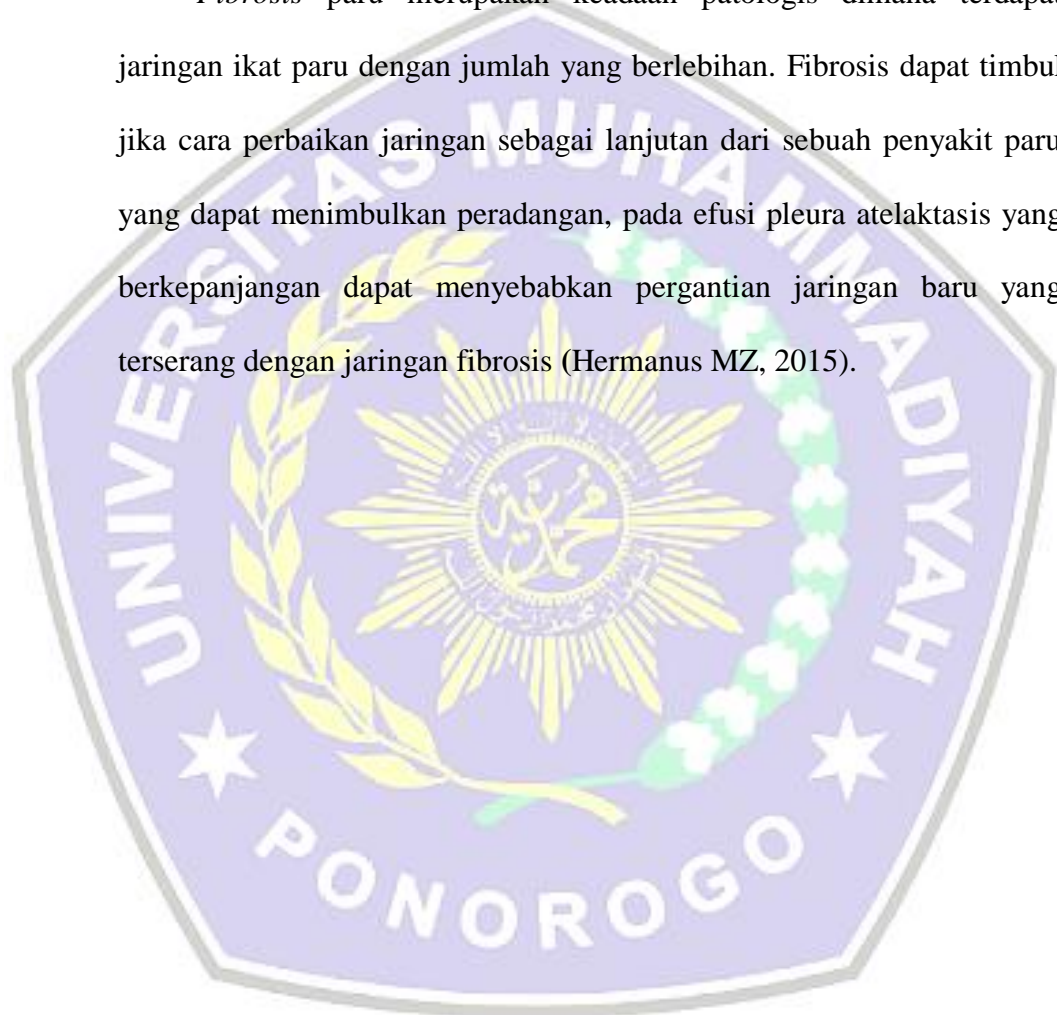 Fibrosis paru merupakan keadaan patologis dimana terdapat
jaringan ikat paru dengan jumlah yang berlebihan. Fibrosis dapat timbul
jika cara perbaikan jaringan sebagai lanjutan dari sebuah penyakit paru
yang dapat menimbulkan peradangan, pada efusi pleura atelaktasis yang
berkepanjangan dapat menyebabkan pergantian jaringan baru yang
terserang dengan jaringan fibrosis (Hermanus MZ, 2015).
UNIVERSITAS MUHAMMADIYAH
محمدية
PONOROGO